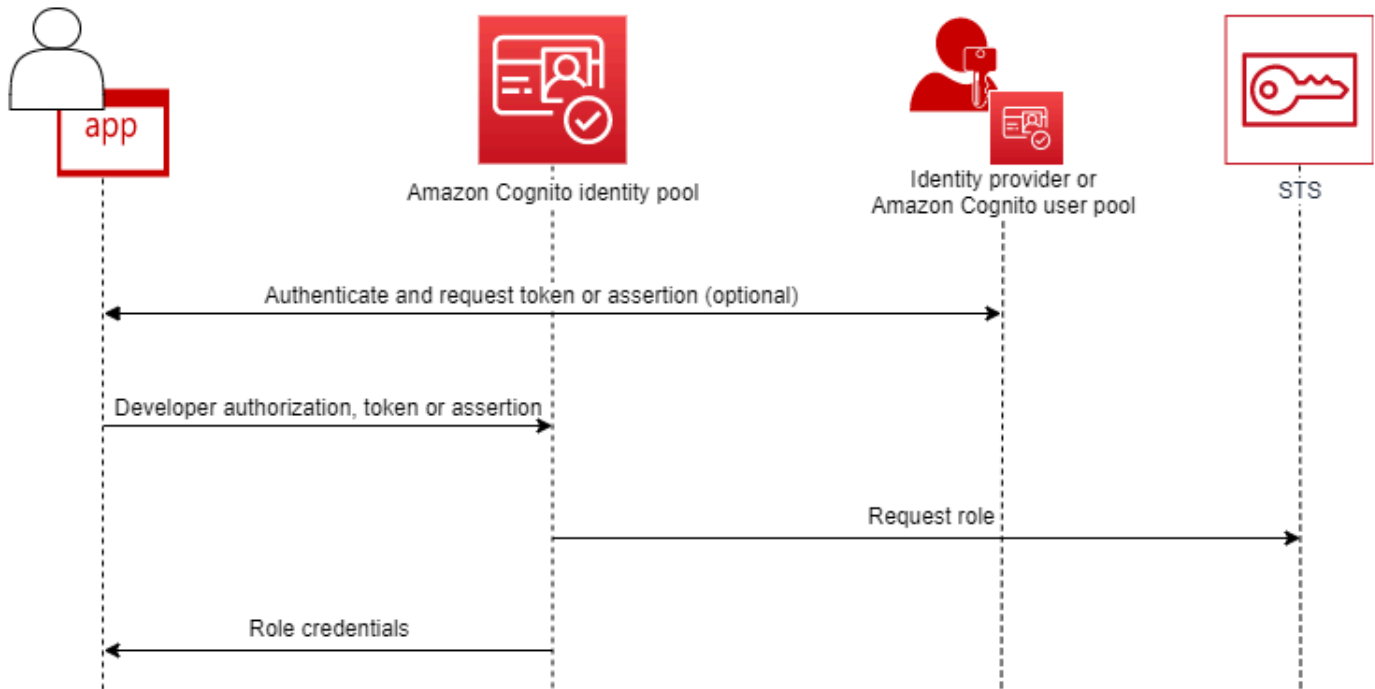 app
Amazon Cognito identity pool
Identity provider or
Amazon Cognito user pool
STS
Authenticate and request token or assertion (optional)
Developer authorization, token or assertion
Request role
Role credentials